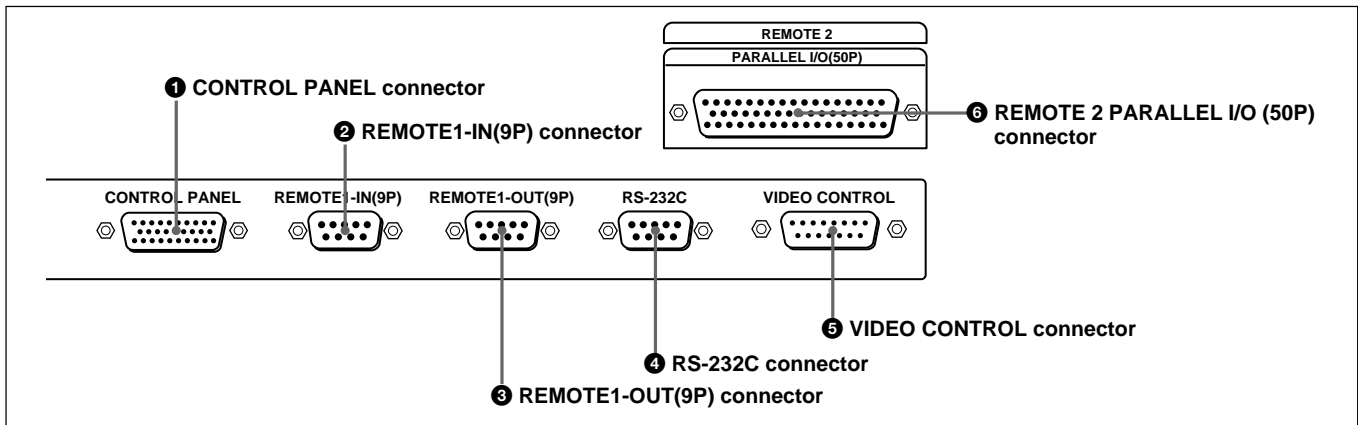 REMOTE 2
PARALLEL I/O(50P)
❶ CONTROL PANEL connector
❷ REMOTE1-IN(9P) connector
❻ REMOTE 2 PARALLEL I/O (50P)
connector
CONTROL PANEL
REMOTE1-IN(9P)
REMOTE1-OUT(9P)
RS-232C
VIDEO CONTROL
❺ VIDEO CONTROL connector
❹ RS-232C connector
❸ REMOTE1-OUT(9P) connector